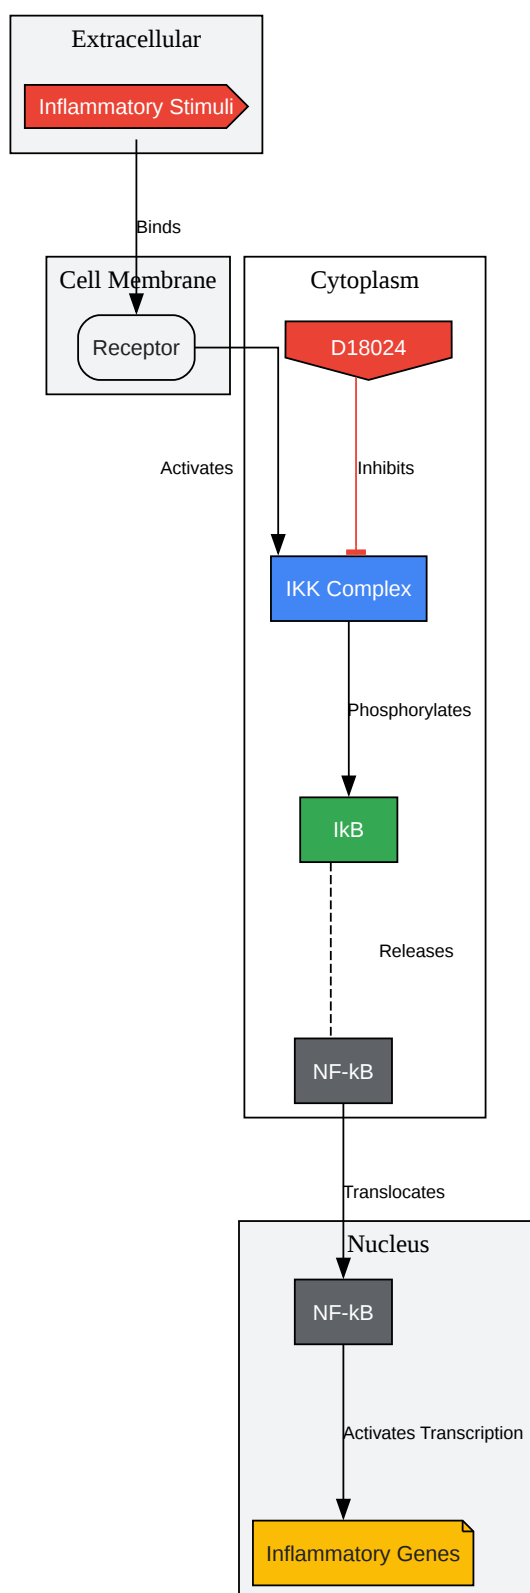 Extracellular
Inflammatory Stimuli
Binds
Cell Membrane
Cytoplasm
Receptor
D18024
Activates
Inhibits
IKK Complex
Phosphorylates
IkB
Releases
NF-kB
Translocates
Nucleus
NF-kB
Activates Transcription
Inflammatory Genes